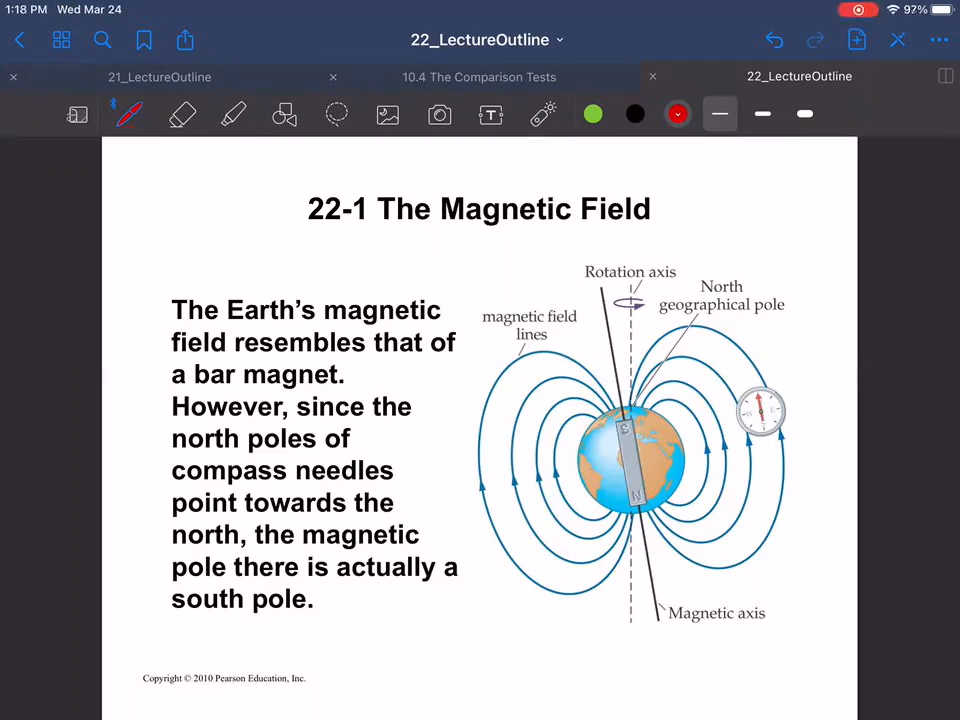 1:18 PM Wed Mar 24
97%
22_LectureOutline
21_LectureOutline
10.4 The Comparison Tests
22_LectureOutline
T
22-1 The Magnetic Field
The Earth's magnetic
field resembles that of
a bar magnet.
However, since the
north poles of
compass needles
point towards the
north, the magnetic
pole there is actually a
south pole.
Rotation axis
North
geographical pole
magnetic field
lines
S
N
Magnetic axis
Copyright © 2010 Pearson Education, Inc.